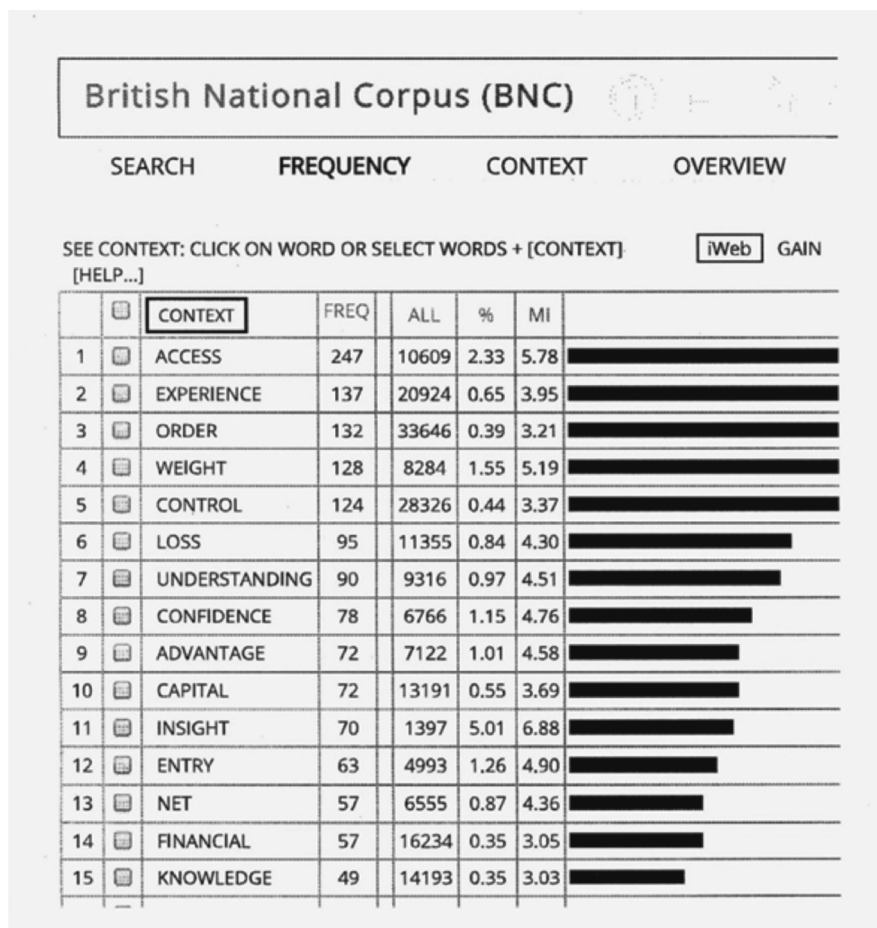 British National Corpus (BNC)
SEARCH FREQUENCY CONTEXT OVERVIEW
SEE CONTEXT: CLICK ON WORD OR SELECT WORDS + [CONTEXT] iWeb GAIN
[HELP...]
CONTEXT FREQ ALL % MI
1 ACCESS 247 10609 2.33 5.78
2 EXPERIENCE 137 20924 0.65 3.95
3 ORDER 132 33646 0.39 3.21
4 WEIGHT 128 8284 1.55 5.19
5 CONTROL 124 28326 0.44 3.37
6 LOSS 95 11355 0.84 4.30
7 UNDERSTANDING 90 9316 0.97 4.51
8 CONFIDENCE 78 6766 1.15 4.76
9 ADVANTAGE 72 7122 1.01 4.58
10 CAPITAL 72 13191 0.55 3.69
11 INSIGHT 70 1397 5.01 6.88
12 ENTRY 63 4993 1.26 4.90
13 NET 57 6555 0.87 4.36
14 FINANCIAL 57 16234 0.35 3.05
15 KNOWLEDGE 49 14193 0.35 3.03